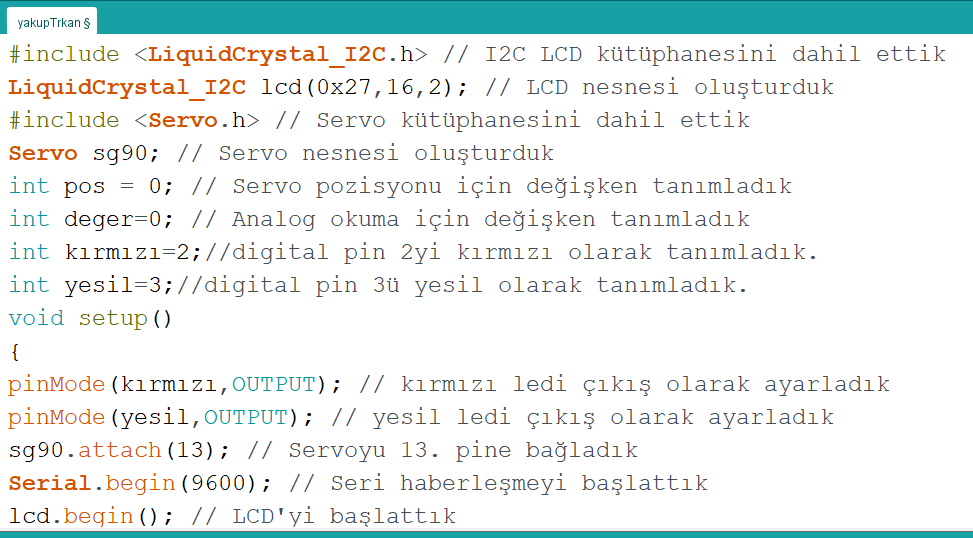 yakupTrkan §
#include <LiquidCrystal_I2C.h> // I2C LCD kütüphanesini dahil ettik
LiquidCrystal_I2C lcd(0x27,16,2); // LCD nesnesi oluşturduk
#include <Servo.h> // Servo kütüphanesini dahil ettik
Servo sg90; // Servo nesnesi oluşturduk
int pos = 0; // Servo pozisyonu için değişken tanımladık
int deger=0; // Analog okuma için değişken tanımladık
int kırmızı=2;//digital pin 2yi kırmızı olarak tanımladık.
int yesil=3;//digital pin 3ü yesil olarak tanımladık.
void setup()
{
pinMode(kırmızı,OUTPUT); // kırmızı ledi çıkış olarak ayarladık
pinMode(yesil,OUTPUT); // yesil ledi çıkış olarak ayarladık
sg90.attach(13); // Servoyu 13. pine bağladık
Serial.begin(9600); // Seri haberleşmeyi başlattık
lcd.begin(); // LCD'yi başlattık